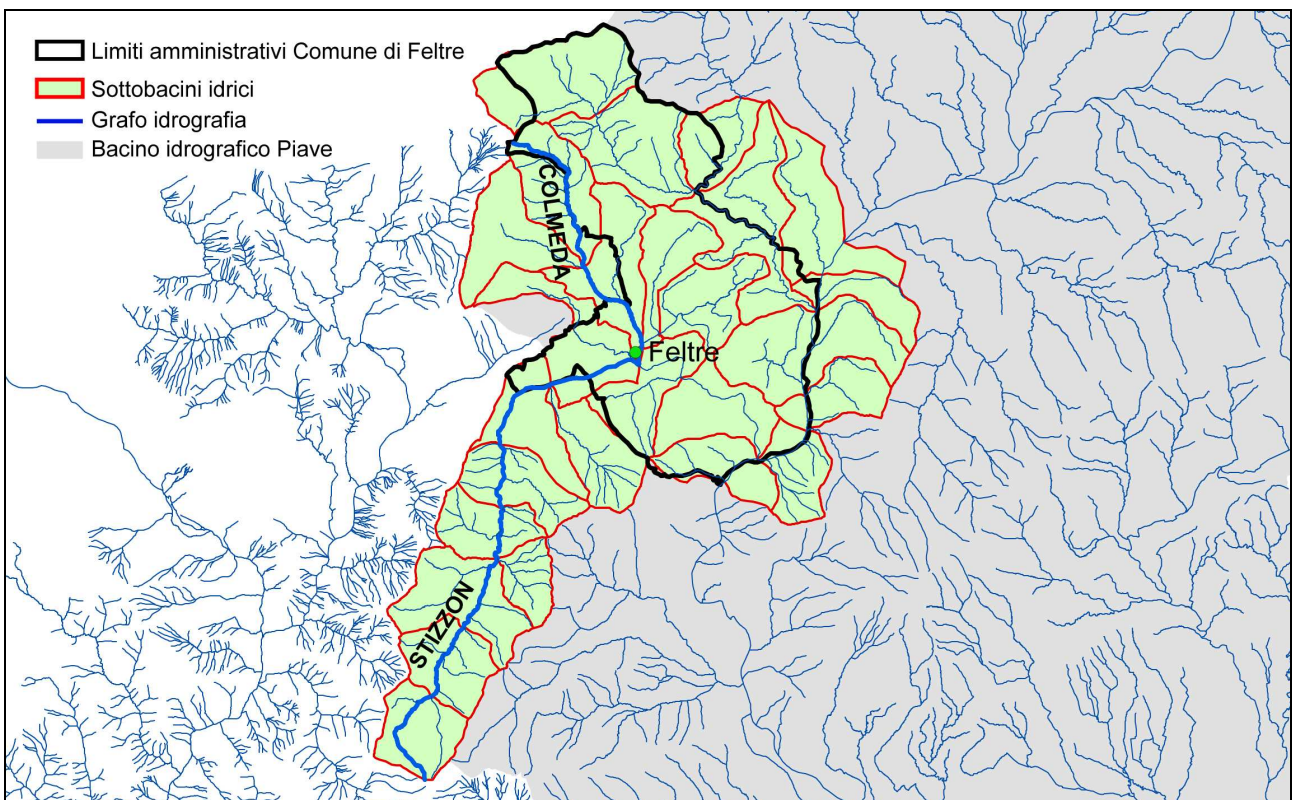 Limiti amministrativi Comune di Feltre
Sottobacini idrici
Grafo idrografia
Bacino idrografico Piave
COLMEDA
Feltre
STIZZON